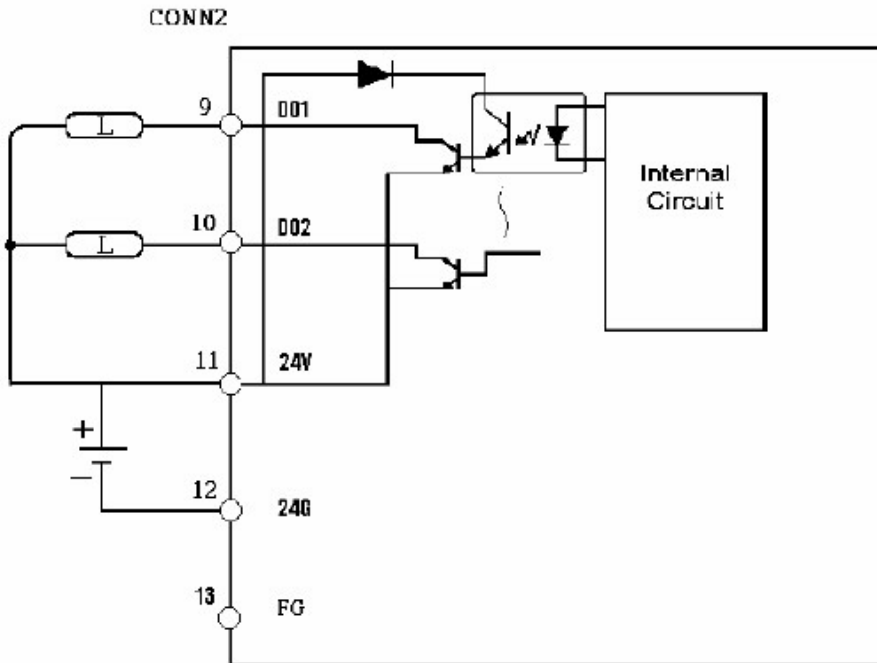 CONN2
9 DO1
L
Internal
Circuit
10 DO2
L
11 24V
+
−
12 24G
13 FG